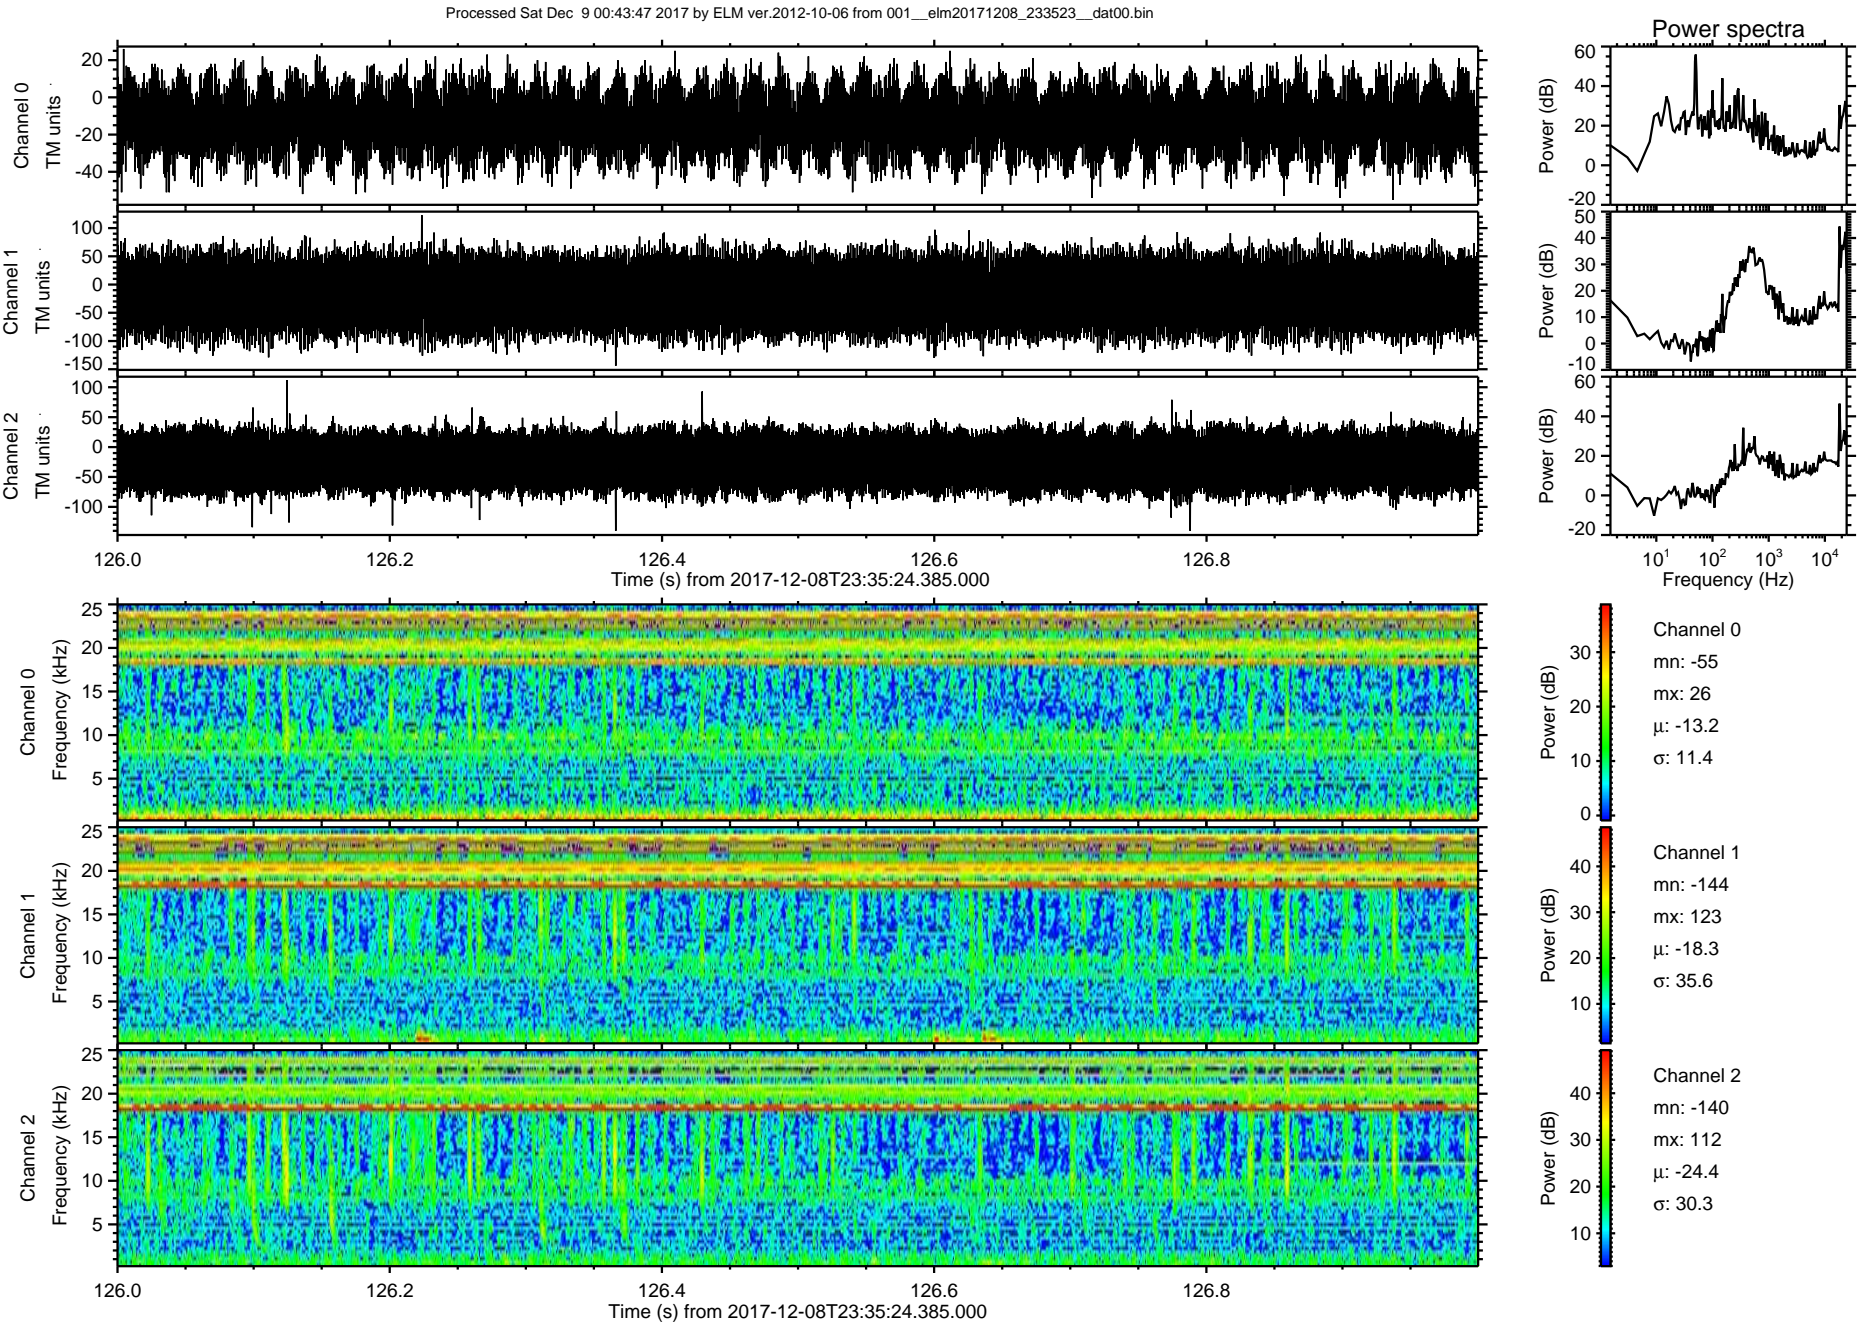 Processed Sat Dec  9 00:43:47 2017 by ELM ver.2012-10-06 from 001__elm20171208_233523__dat00.bin
Power spectra
Channel 0
TM units
20
0
-20
-40
Power (dB)
60
40
20
0
-20
Channel 1
TM units
100
50
0
-50
-100
-150
Power (dB)
50
40
30
20
10
0
-10
Channel 2
TM units
100
50
0
-50
-100
Power (dB)
60
40
20
0
-20
126.0 126.2 126.4 126.6 126.8
Time (s) from 2017-12-08T23:35:24.385.000
10^1 10^2 10^3 10^4
Frequency (Hz)
Channel 0
Frequency (kHz)
25
20
15
10
5
Power (dB)
30
20
10
0
Channel 0
mn: -55
mx: 26
μ: -13.2
σ: 11.4
Channel 1
Frequency (kHz)
25
20
15
10
5
Power (dB)
40
30
20
10
Channel 1
mn: -144
mx: 123
μ: -18.3
σ: 35.6
Channel 2
Frequency (kHz)
25
20
15
10
5
Power (dB)
40
30
20
10
Channel 2
mn: -140
mx: 112
μ: -24.4
σ: 30.3
126.0 126.2 126.4 126.6 126.8
Time (s) from 2017-12-08T23:35:24.385.000